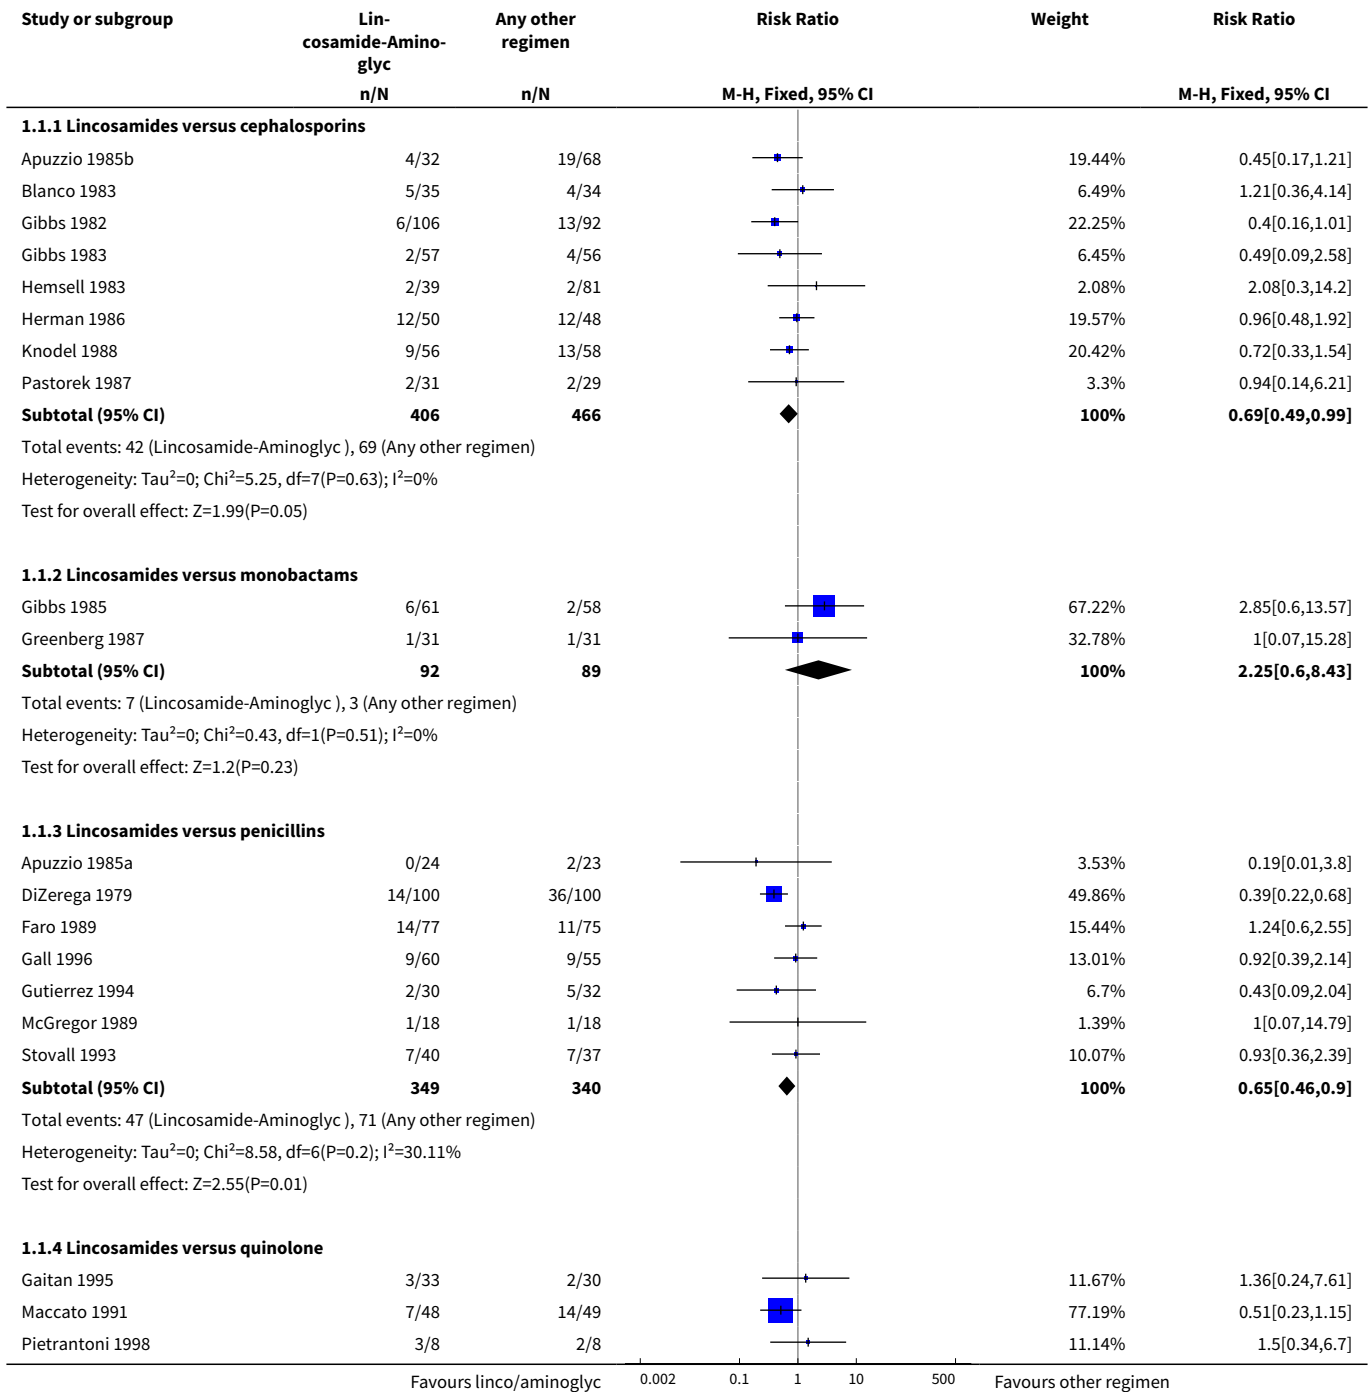 Study or subgroup Lin-cosamide-Amino-glyc Any other regimen Risk Ratio Weight Risk Ratio
n/N n/N M-H, Fixed, 95% CI M-H, Fixed, 95% CI
1.1.1 Lincosamides versus cephalosporins
Apuzzio 1985b 4/32 19/68 19.44% 0.45[0.17,1.21]
Blanco 1983 5/35 4/34 6.49% 1.21[0.36,4.14]
Gibbs 1982 6/106 13/92 22.25% 0.4[0.16,1.01]
Gibbs 1983 2/57 4/56 6.45% 0.49[0.09,2.58]
Hemsell 1983 2/39 2/81 2.08% 2.08[0.3,14.2]
Herman 1986 12/50 12/48 19.57% 0.96[0.48,1.92]
Knodel 1988 9/56 13/58 20.42% 0.72[0.33,1.54]
Pastorek 1987 2/31 2/29 3.3% 0.94[0.14,6.21]
Subtotal (95% CI) 406 466 100% 0.69[0.49,0.99]
Total events: 42 (Lincosamide-Aminoglyc ), 69 (Any other regimen)
Heterogeneity: Tau²=0; Chi²=5.25, df=7(P=0.63); I²=0%
Test for overall effect: Z=1.99(P=0.05)
1.1.2 Lincosamides versus monobactams
Gibbs 1985 6/61 2/58 67.22% 2.85[0.6,13.57]
Greenberg 1987 1/31 1/31 32.78% 1[0.07,15.28]
Subtotal (95% CI) 92 89 100% 2.25[0.6,8.43]
Total events: 7 (Lincosamide-Aminoglyc ), 3 (Any other regimen)
Heterogeneity: Tau²=0; Chi²=0.43, df=1(P=0.51); I²=0%
Test for overall effect: Z=1.2(P=0.23)
1.1.3 Lincosamides versus penicillins
Apuzzio 1985a 0/24 2/23 3.53% 0.19[0.01,3.8]
DiZerega 1979 14/100 36/100 49.86% 0.39[0.22,0.68]
Faro 1989 14/77 11/75 15.44% 1.24[0.6,2.55]
Gall 1996 9/60 9/55 13.01% 0.92[0.39,2.14]
Gutierrez 1994 2/30 5/32 6.7% 0.43[0.09,2.04]
McGregor 1989 1/18 1/18 1.39% 1[0.07,14.79]
Stovall 1993 7/40 7/37 10.07% 0.93[0.36,2.39]
Subtotal (95% CI) 349 340 100% 0.65[0.46,0.9]
Total events: 47 (Lincosamide-Aminoglyc ), 71 (Any other regimen)
Heterogeneity: Tau²=0; Chi²=8.58, df=6(P=0.2); I²=30.11%
Test for overall effect: Z=2.55(P=0.01)
1.1.4 Lincosamides versus quinolone
Gaitan 1995 3/33 2/30 11.67% 1.36[0.24,7.61]
Maccato 1991 7/48 14/49 77.19% 0.51[0.23,1.15]
Pietrantoni 1998 3/8 2/8 11.14% 1.5[0.34,6.7]
Favours linco/aminoglyc 0.002 0.1 1 10 500 Favours other regimen